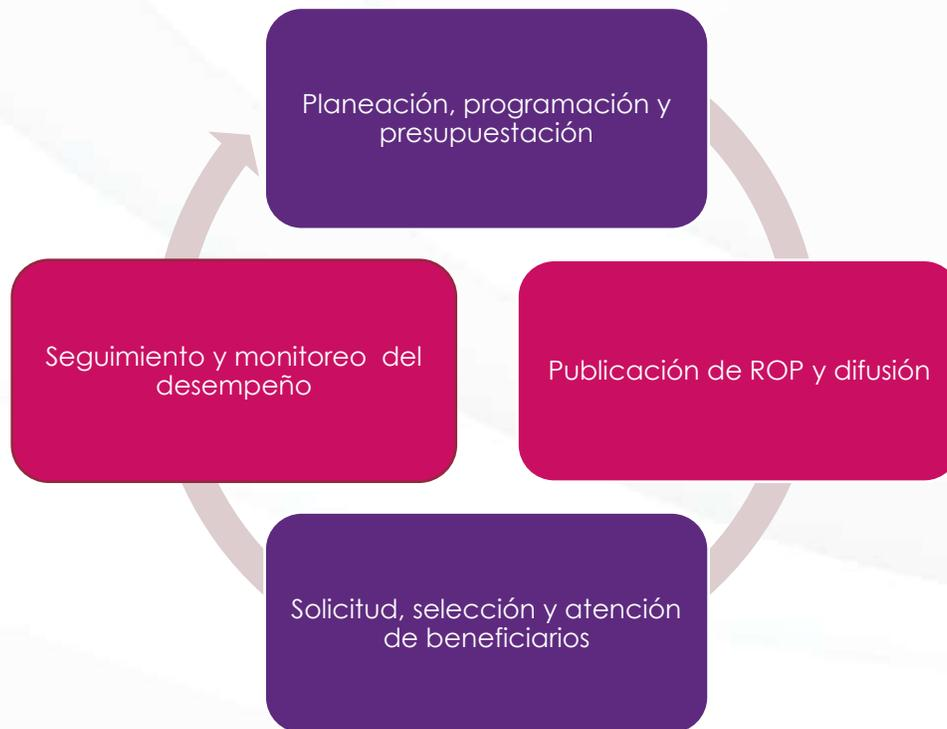 Planeación, programación y
presupuestación
Publicación de ROP y difusión
Solicitud, selección y atención
de beneficiarios
Seguimiento y monitoreo  del
desempeño